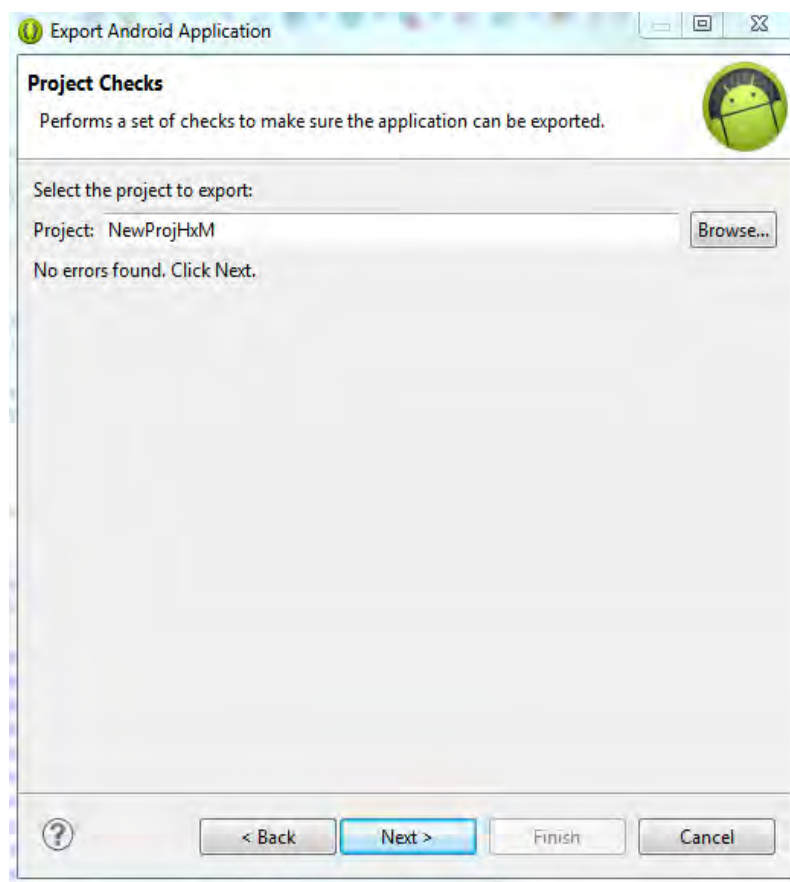 Export Android Application
Project Checks
Performs a set of checks to make sure the application can be exported.
Select the project to export:
Project: NewProjHxM Browse...
No errors found. Click Next.
? < Back Next > Finish Cancel